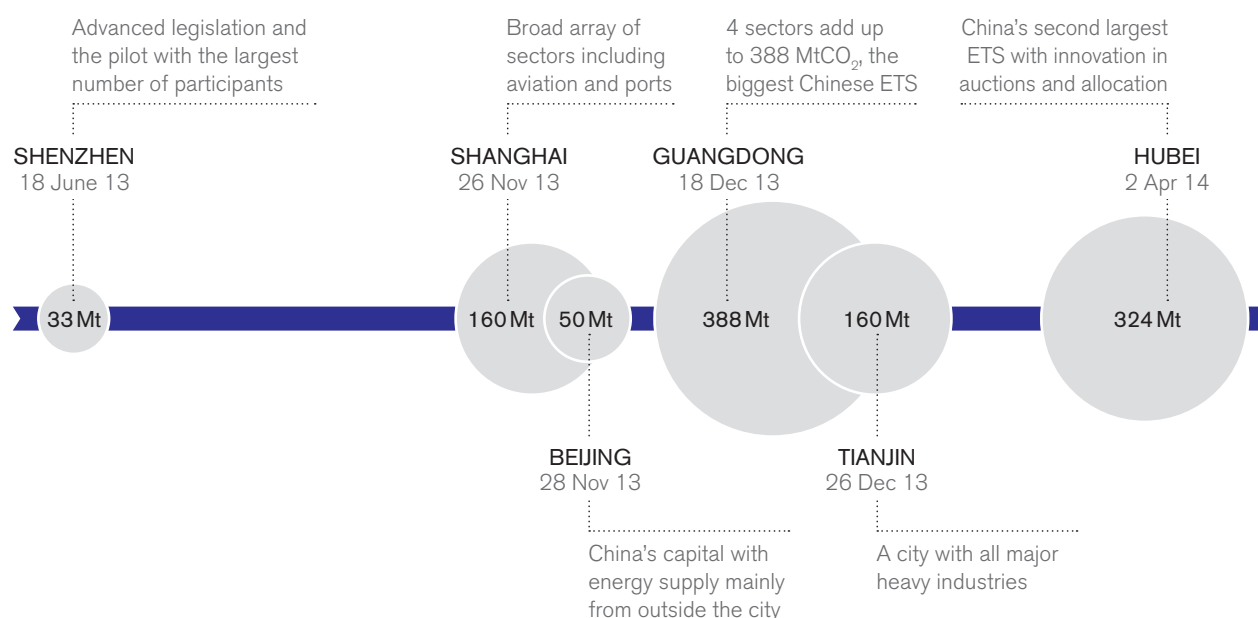 Advanced legislation and
the pilot with the largest
number of participants
Broad array of
sectors including
aviation and ports
4 sectors add up
to 388 MtCO₂, the
biggest Chinese ETS
China’s second largest
ETS with innovation in
auctions and allocation
SHENZHEN
18 June 13
SHANGHAI
26 Nov 13
GUANGDONG
18 Dec 13
HUBEI
2 Apr 14
33 Mt
160 Mt
50 Mt
388 Mt
160 Mt
324 Mt
BEIJING
28 Nov 13
TIANJIN
26 Dec 13
China’s capital with
energy supply mainly
from outside the city
A city with all major
heavy industries